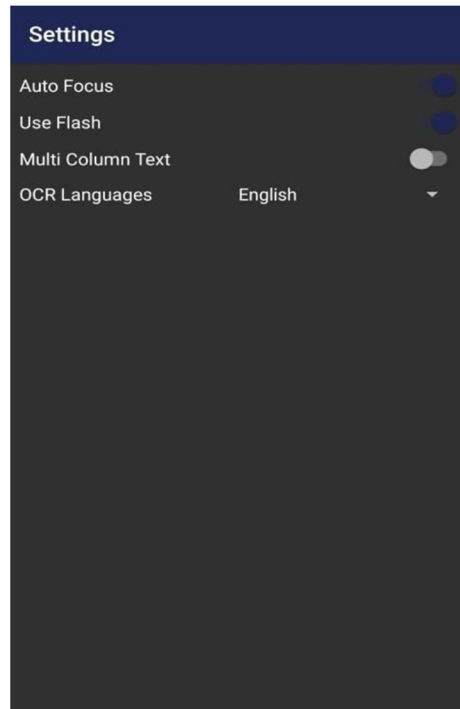 Settings
Auto Focus
Use Flash
Multi Column Text
OCR Languages English